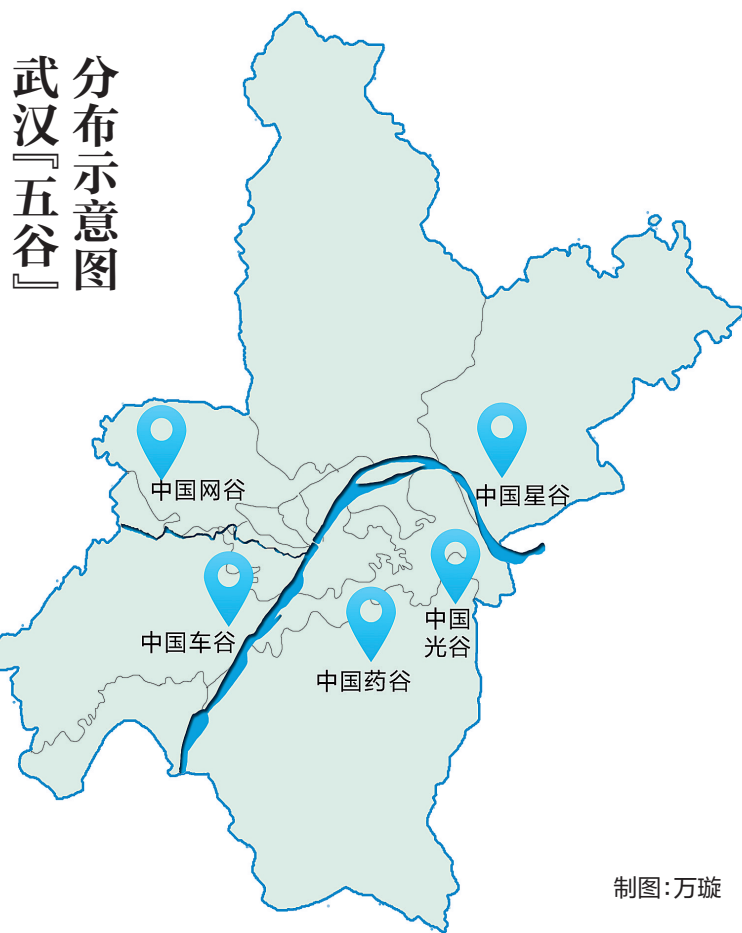 武汉『五谷』
分布示意图
中国网谷
中国星谷
中国车谷
中国
光谷
中国药谷
制图：万璇